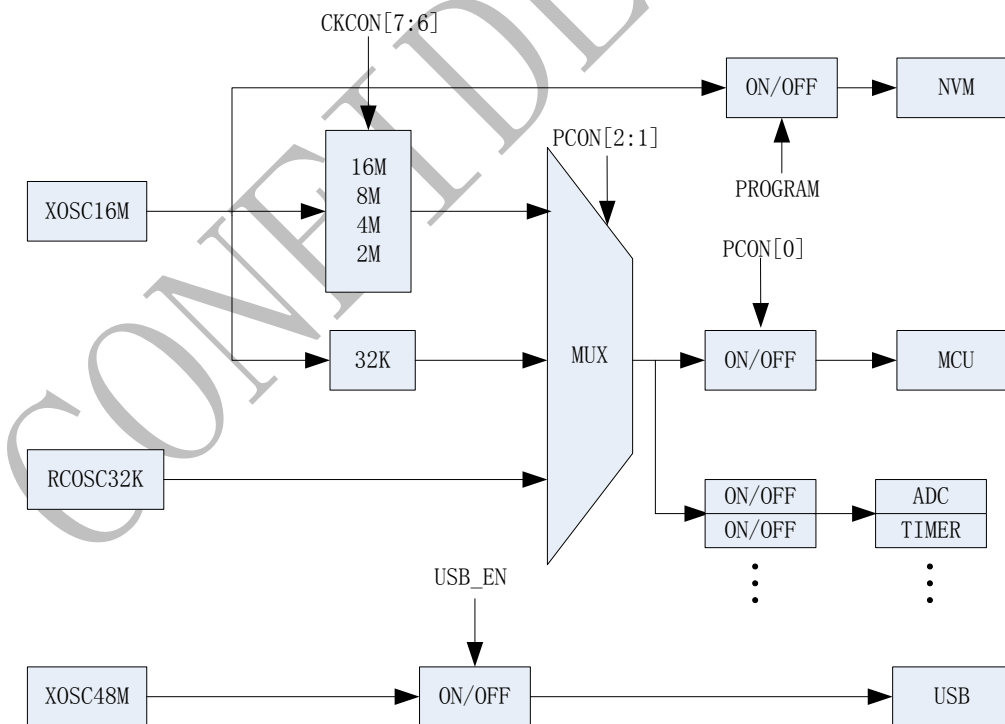 CKCON[7:6]
ON/OFF
NVM
PCON[2:1]
16M
8M
4M
2M
XOSC16M
PROGRAM
PCON[0]
32K
MUX
ON/OFF
MCU
RCOSC32K
ON/OFF
ADC
ON/OFF
TIMER
USB_EN
XOSC48M
ON/OFF
USB
CONFIDE